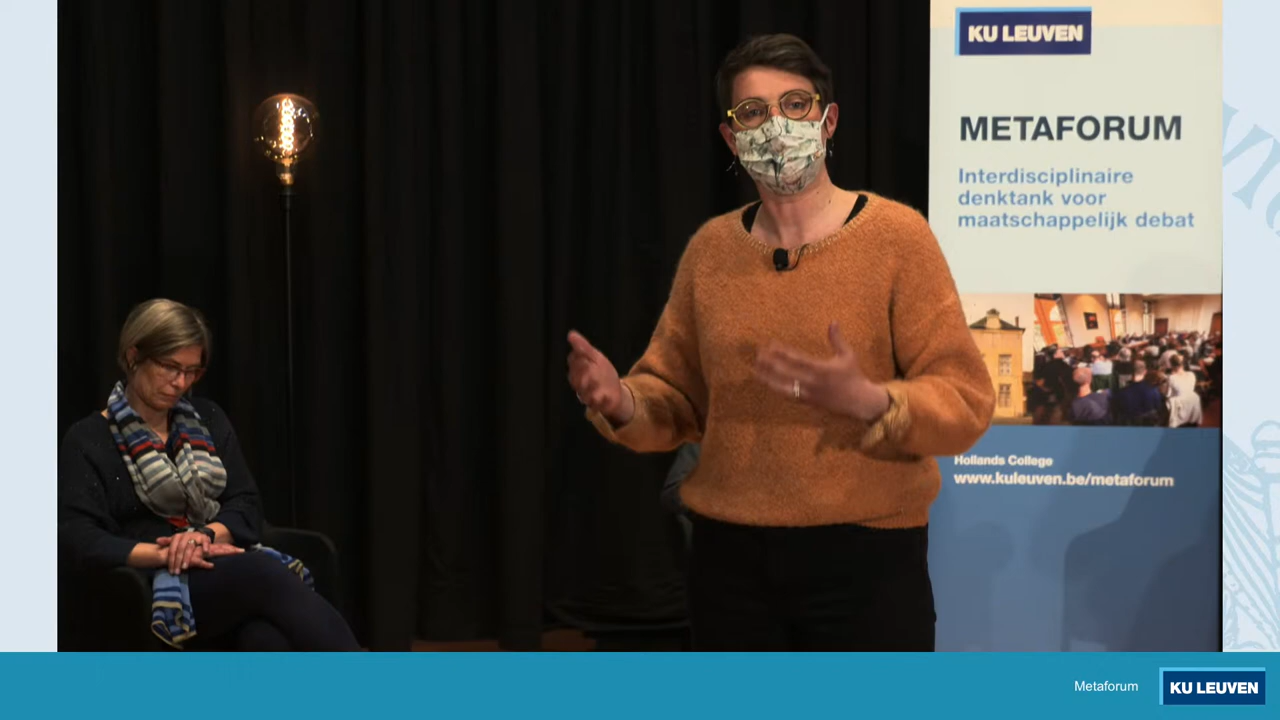 KU LEUVEN
METAFORUM
Interdisciplinaire
denktank voor
maatschappelijk debat
Hollands College
www.kuleuven.be/metaforum
Metaforum
KU LEUVEN